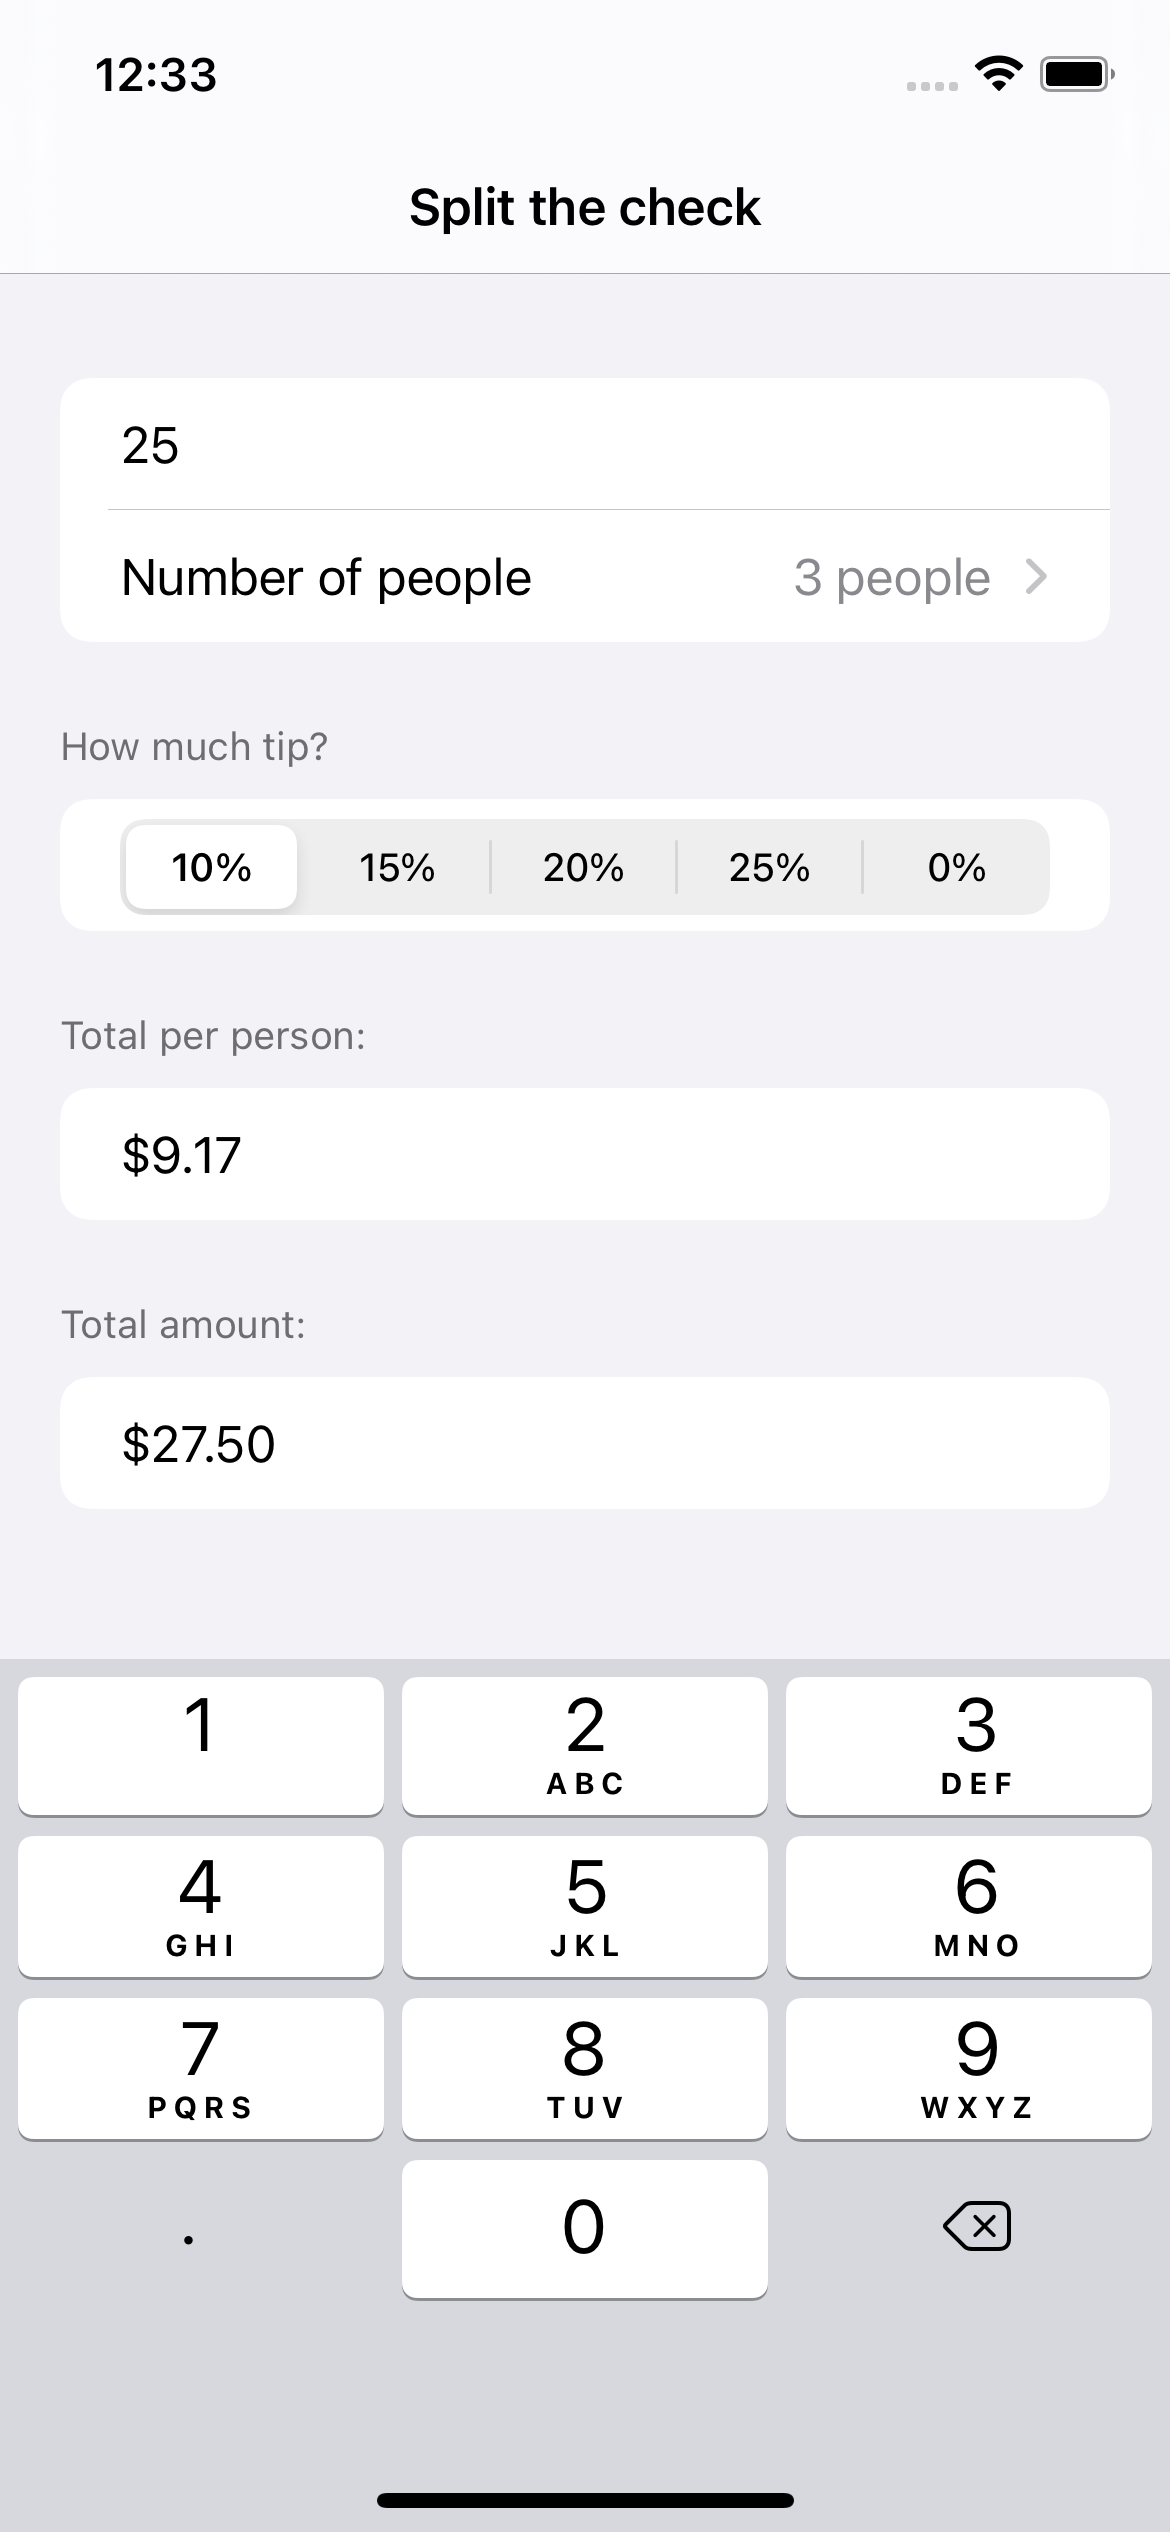 12:33
Split the check
25
Number of people 3 people
How much tip?
10% 15% 20% 25% 0%
Total per person:
$9.17
Total amount:
$27.50
1 2 3
ABC DEF
4 5 6
GHI JKL MNO
7 8 9
PQRS TUV WXYZ
. 0